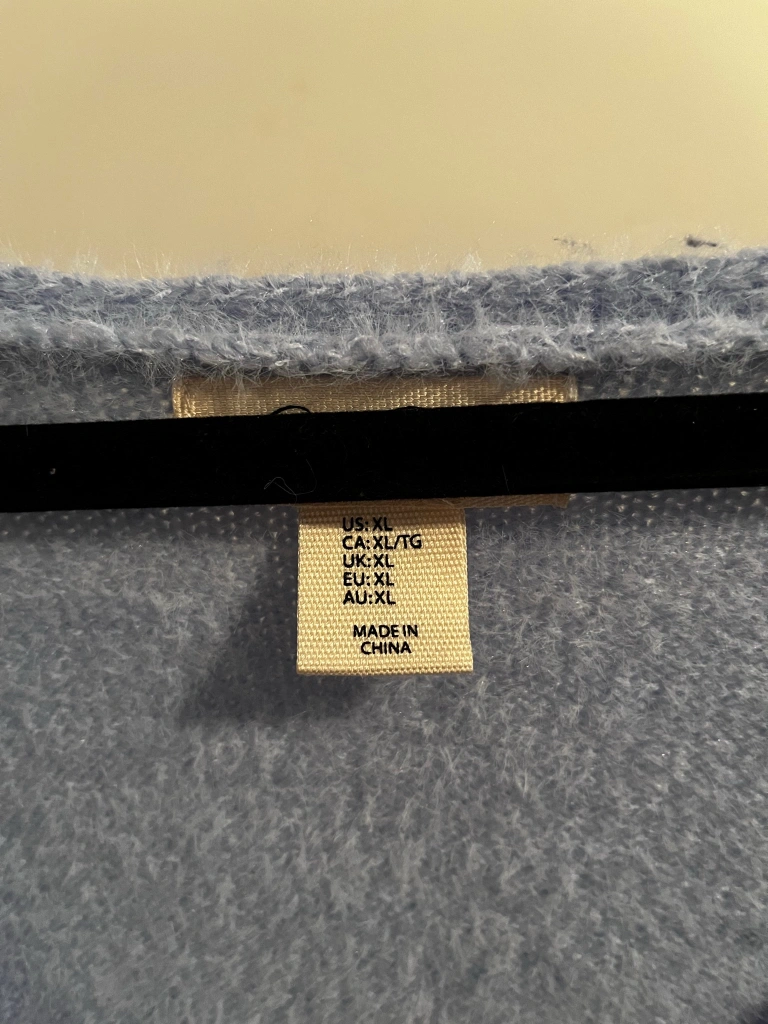 US: XL
CA: XL/TG
UK: XL
EU: XL
AU: XL
MADE IN
CHINA